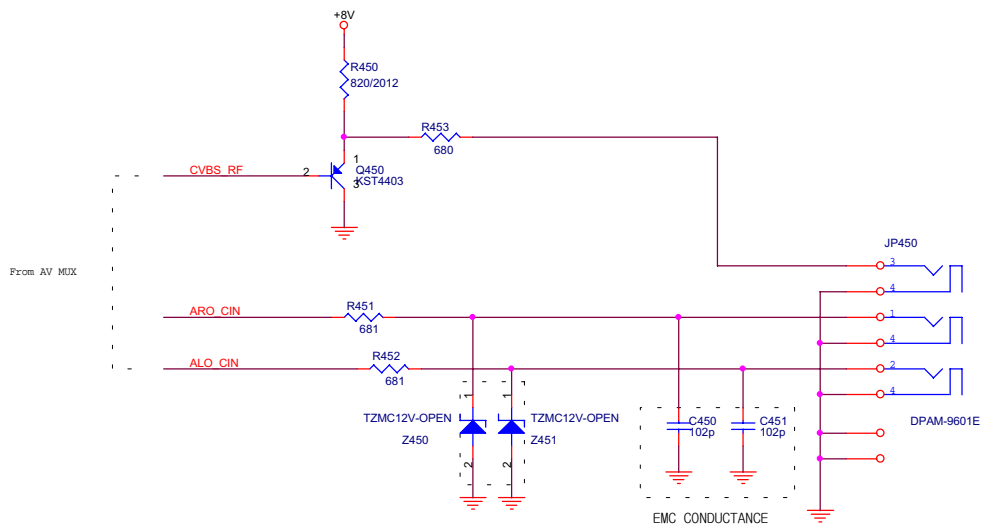 +8V
R450
820/2012
R453
680
1
CVBS_RF
2
Q450
KST4403
3
JP450
3
From AV MUX
4
ARO_CIN
R451
681
1
4
ALO_CIN
R452
681
2
4
1
1
TZMC12V-OPEN
TZMC12V-OPEN
C450
102p
C451
102p
DPAM-9601E
Z450
Z451
2
2
EMC CONDUCTANCE